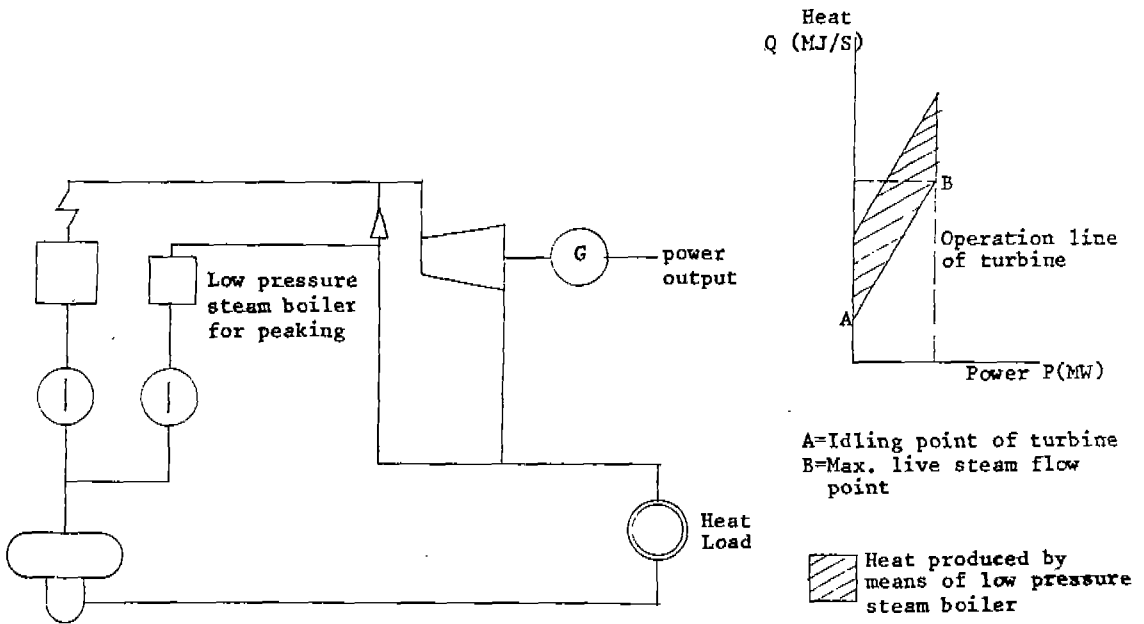 Heat
Q (MJ/S)
B
Operation line
of turbine
A
Power P(MW)
Low pressure
steam boiler
for peaking
G
power
output
A=Idling point of turbine
B=Max. live steam flow
point
Heat
Load
Heat produced by
means of low pressure
steam boiler